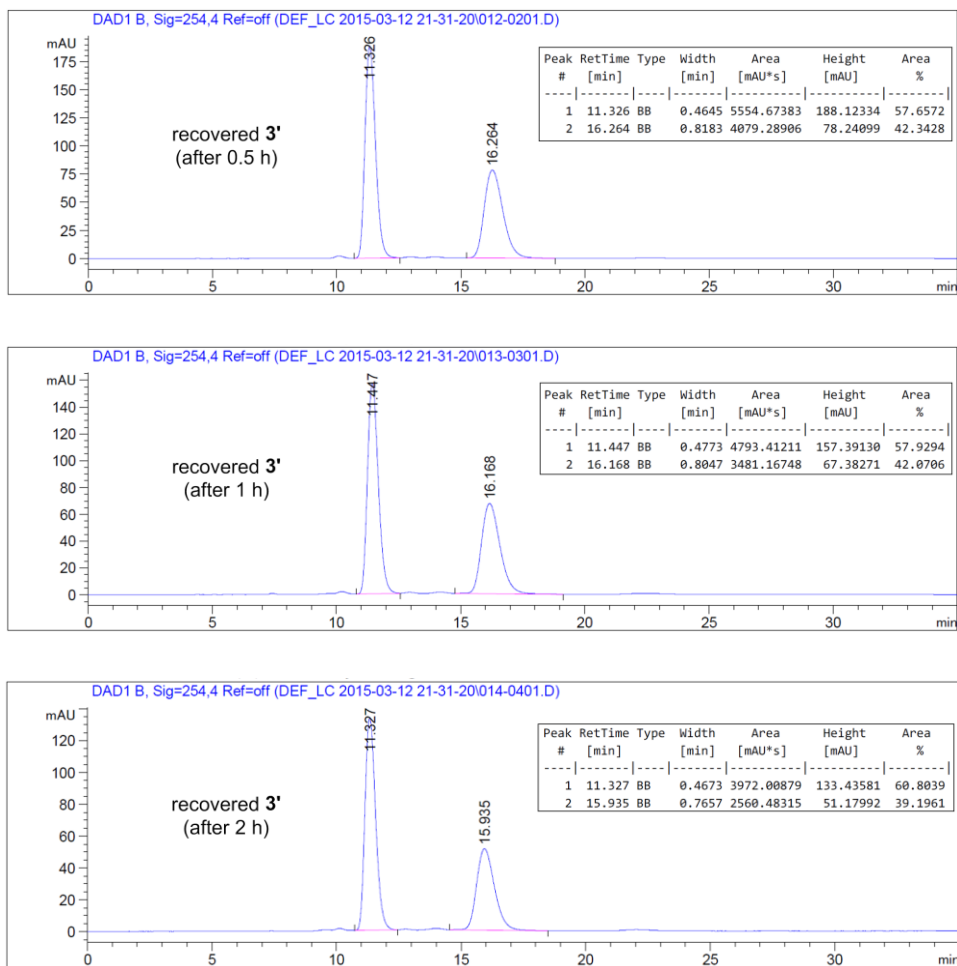 DAD1 B, Sig=254,4 Ref=off (DEF_LC 2015-03-12 21-31-20\012-0201.D)
mAU
175
150
125
100
75
50
25
0
11.326
16.264
recovered 3'
(after 0.5 h)
Peak RetTime Type Width Area Height Area
# [min] [min] [mAU*s] [mAU] %
----|-------|----|-------|----------|----------|--------|
1 11.326 BB 0.4645 5554.67383 188.12334 57.6572
2 16.264 BB 0.8183 4079.28906 78.24099 42.3428
0 5 10 15 20 25 30 min
DAD1 B, Sig=254,4 Ref=off (DEF_LC 2015-03-12 21-31-20\013-0301.D)
mAU
140
120
100
80
60
40
20
0
11.447
16.168
recovered 3'
(after 1 h)
Peak RetTime Type Width Area Height Area
# [min] [min] [mAU*s] [mAU] %
----|-------|----|-------|----------|----------|--------|
1 11.447 BB 0.4773 4793.41211 157.39130 57.9294
2 16.168 BB 0.8047 3481.16748 67.38271 42.0706
0 5 10 15 20 25 30 min
DAD1 B, Sig=254,4 Ref=off (DEF_LC 2015-03-12 21-31-20\014-0401.D)
mAU
120
100
80
60
40
20
0
11.327
15.935
recovered 3'
(after 2 h)
Peak RetTime Type Width Area Height Area
# [min] [min] [mAU*s] [mAU] %
----|-------|----|-------|----------|----------|--------|
1 11.327 BB 0.4673 3972.00879 133.43581 60.8039
2 15.935 BB 0.7657 2560.48315 51.17992 39.1961
0 5 10 15 20 25 30 min